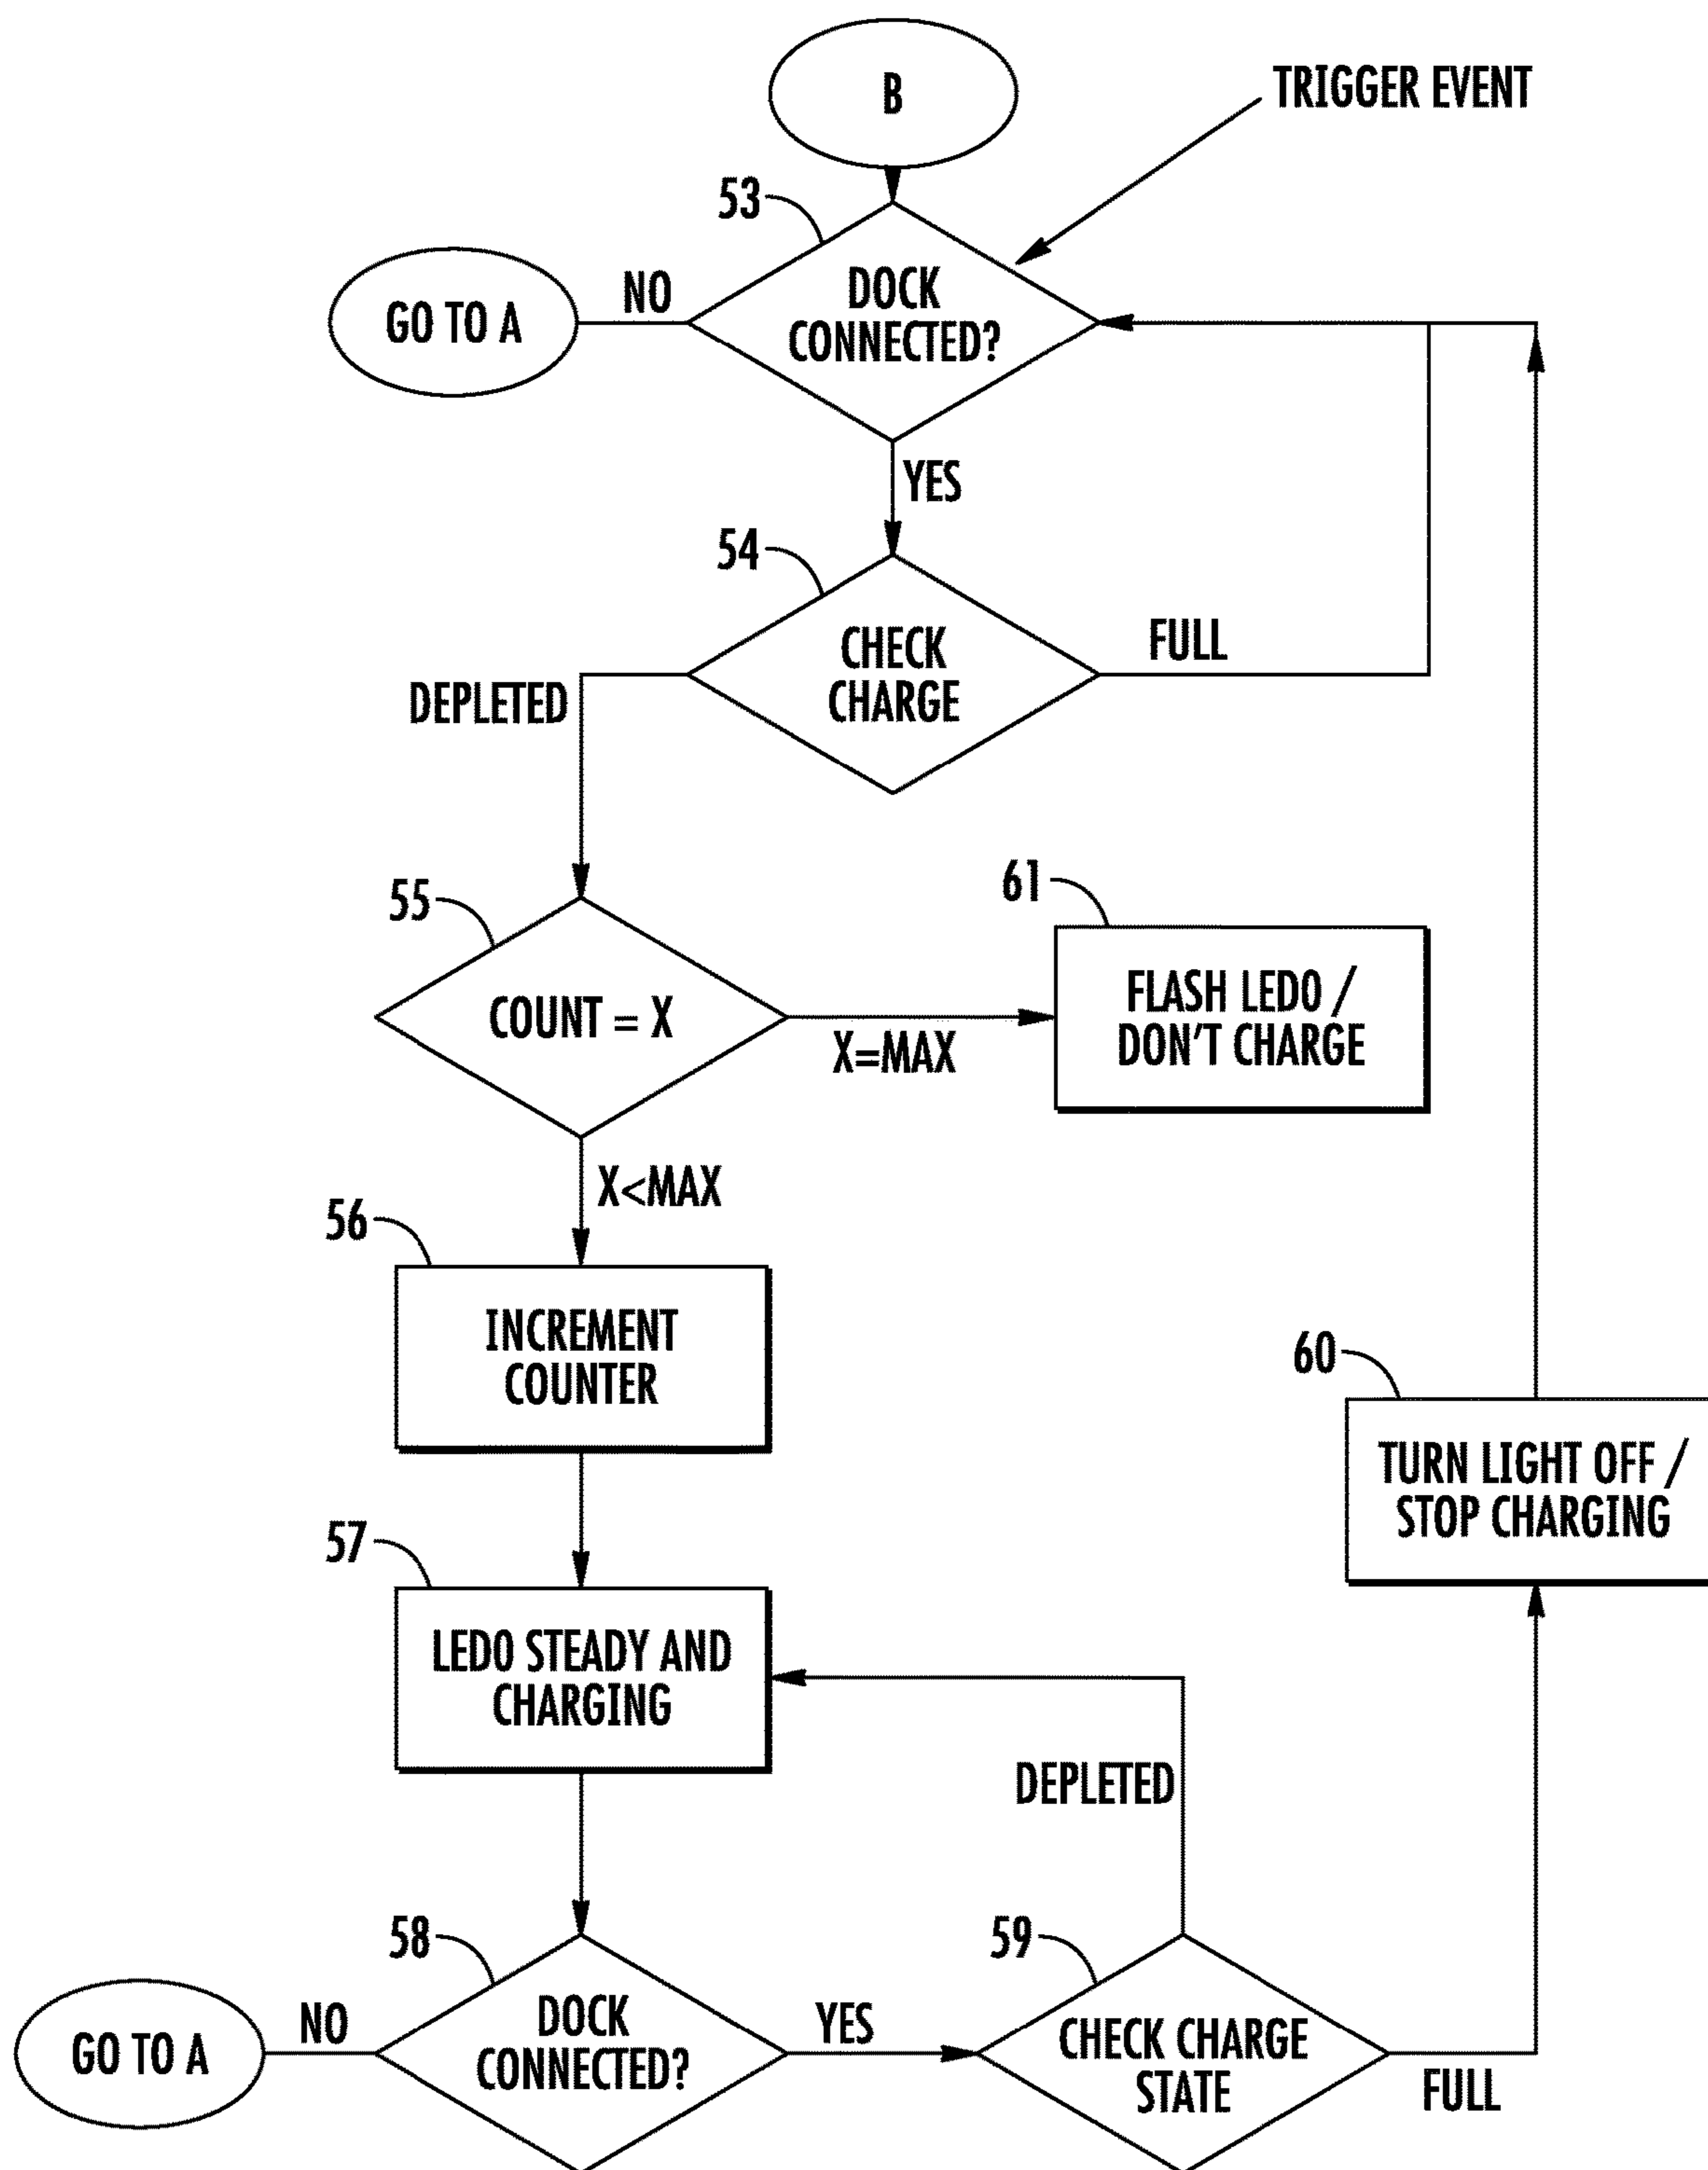 B
TRIGGER EVENT
53
DOCK
CONNECTED?
NO
GO TO A
YES
54
CHECK
CHARGE
FULL
DEPLETED
55
COUNT = X
X=MAX
61
FLASH LEDO /
DON'T CHARGE
X<MAX
56
INCREMENT
COUNTER
60
TURN LIGHT OFF /
STOP CHARGING
57
LEDO STEADY AND
CHARGING
DEPLETED
58
DOCK
CONNECTED?
NO
GO TO A
YES
59
CHECK CHARGE
STATE
FULL